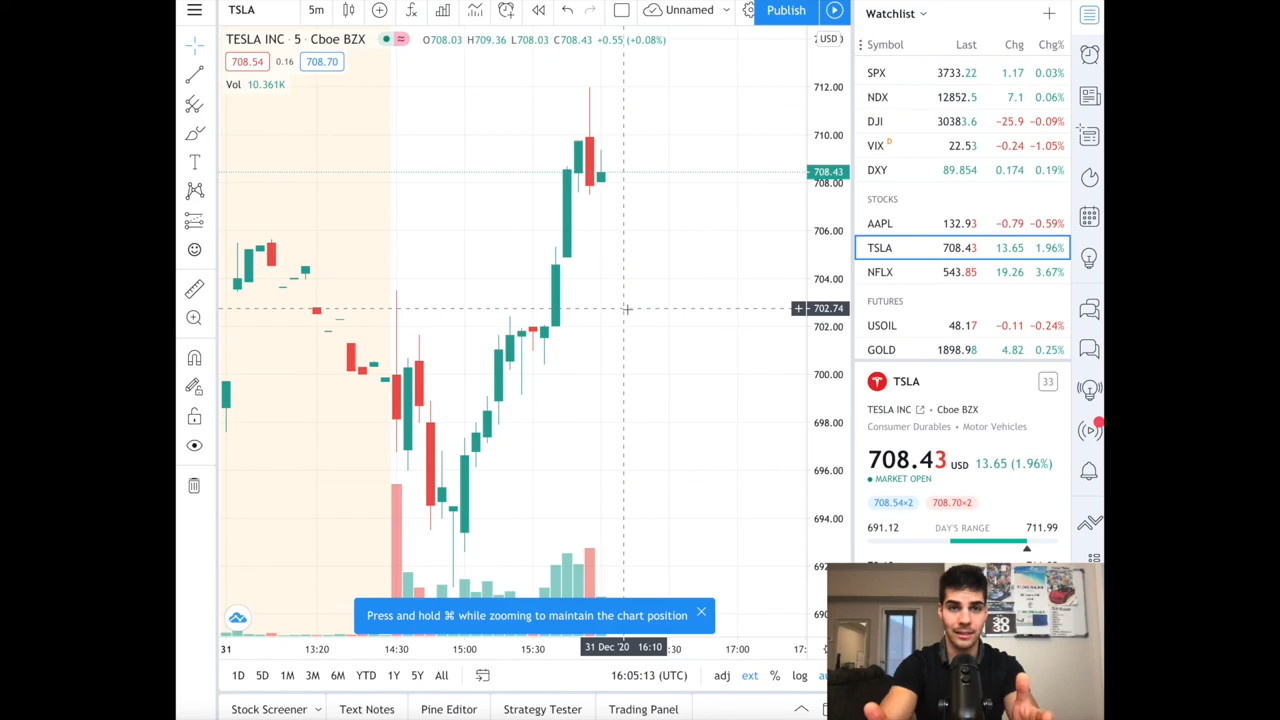 TSLA 5m Unnamed Publish
TESLA INC · 5 · Cboe BZX O708.03 H709.36 L708.03 C708.43 +0.55 (+0.08%)
708.54 0.16 708.70
Vol 10.361K
USD
712.00
710.00
708.43
708.00
706.00
704.00
702.74
702.00
700.00
698.00
696.00
694.00
Press and hold ⌘ while zooming to maintain the chart position
31 13:20 14:30 15:00 15:30 31 Dec '20 16:10 :30 17:00
1D 5D 1M 3M 6M YTD 1Y 5Y All 16:05:13 (UTC) adj ext % log
Stock Screener Text Notes Pine Editor Strategy Tester Trading Panel
Watchlist
Symbol Last Chg Chg%
SPX 3733.22 1.17 0.03%
NDX 12852.5 7.1 0.06%
DJI 30383.6 −25.9 −0.09%
VIX D 22.53 −0.24 −1.05%
DXY 89.854 0.174 0.19%
STOCKS
AAPL 132.93 −0.79 −0.59%
TSLA 708.43 13.65 1.96%
NFLX 543.85 19.26 3.67%
FUTURES
USOIL 48.17 −0.11 −0.24%
GOLD 1898.98 4.82 0.25%
TSLA 33
TESLA INC · Cboe BZX
Consumer Durables · Motor Vehicles
708.43 USD 13.65 (1.96%)
MARKET OPEN
708.54×2 708.70×2
691.12 DAY'S RANGE 711.99